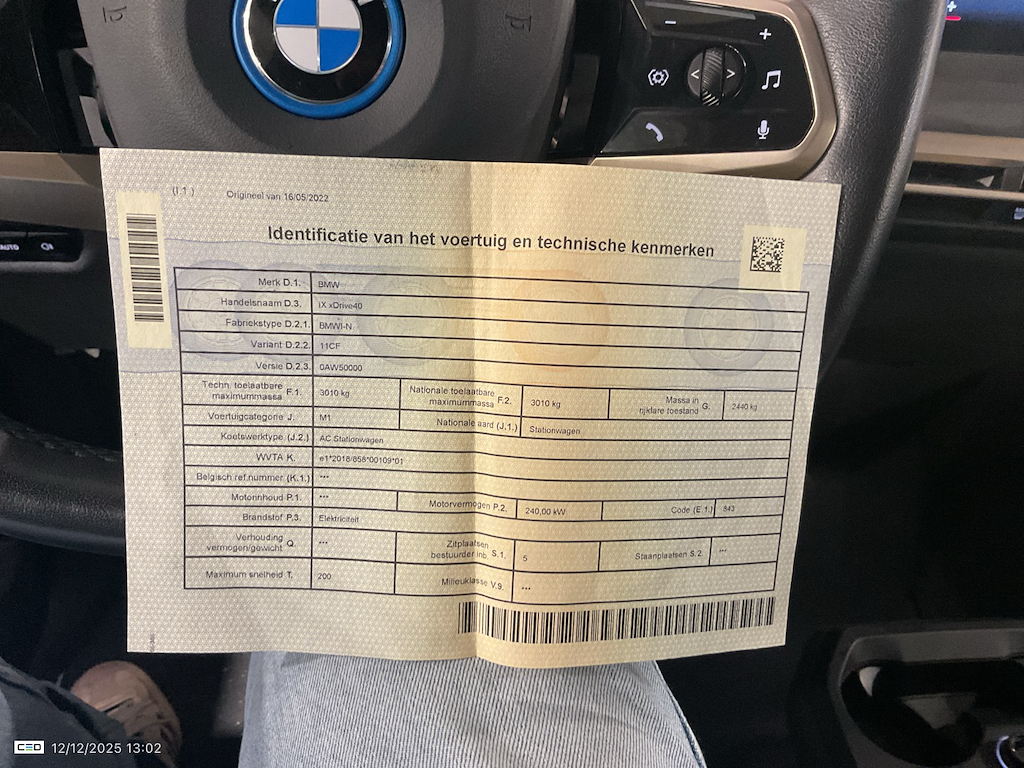 BMW
(I 1 )
Origineel van 16/05/2022
Identificatie van het voertuig en technische kenmerken
Merk D.1. BMW
Handelsnaam D.3. iX xDrive40
Fabriekstype D.2.1. BMWi-N
Variant D.2.2. 11CF
Versie D.2.3. 0AW50000
Techn. toelaatbare maximummassa F.1. 3010 kg Nationale toelaatbare maximummassa F.2. 3010 kg Massa in rijklare toestand G. 2440 kg
Voertuigcategorie J. M1 Nationale aard (J.1.) Stationwagen
Koetswerktype (J.2.) AC Stationwagen
WVTA K. e1*2018/858*00109*01
Belgisch ref.nummer (K.1.) ***
Motorinhoud P.1. *** Motorvermogen P.2. 240,00 kW Code (E.1.) 843
Brandstof P.3. Elektriciteit
Verhouding vermogen/gewicht Q. *** Zitplaatsen bestuurder inb. S.1. 5 Staanplaatsen S.2. ***
Maximum snelheid T. 200 Milieuklasse V.9. ***
CEO 12/12/2025 13:02